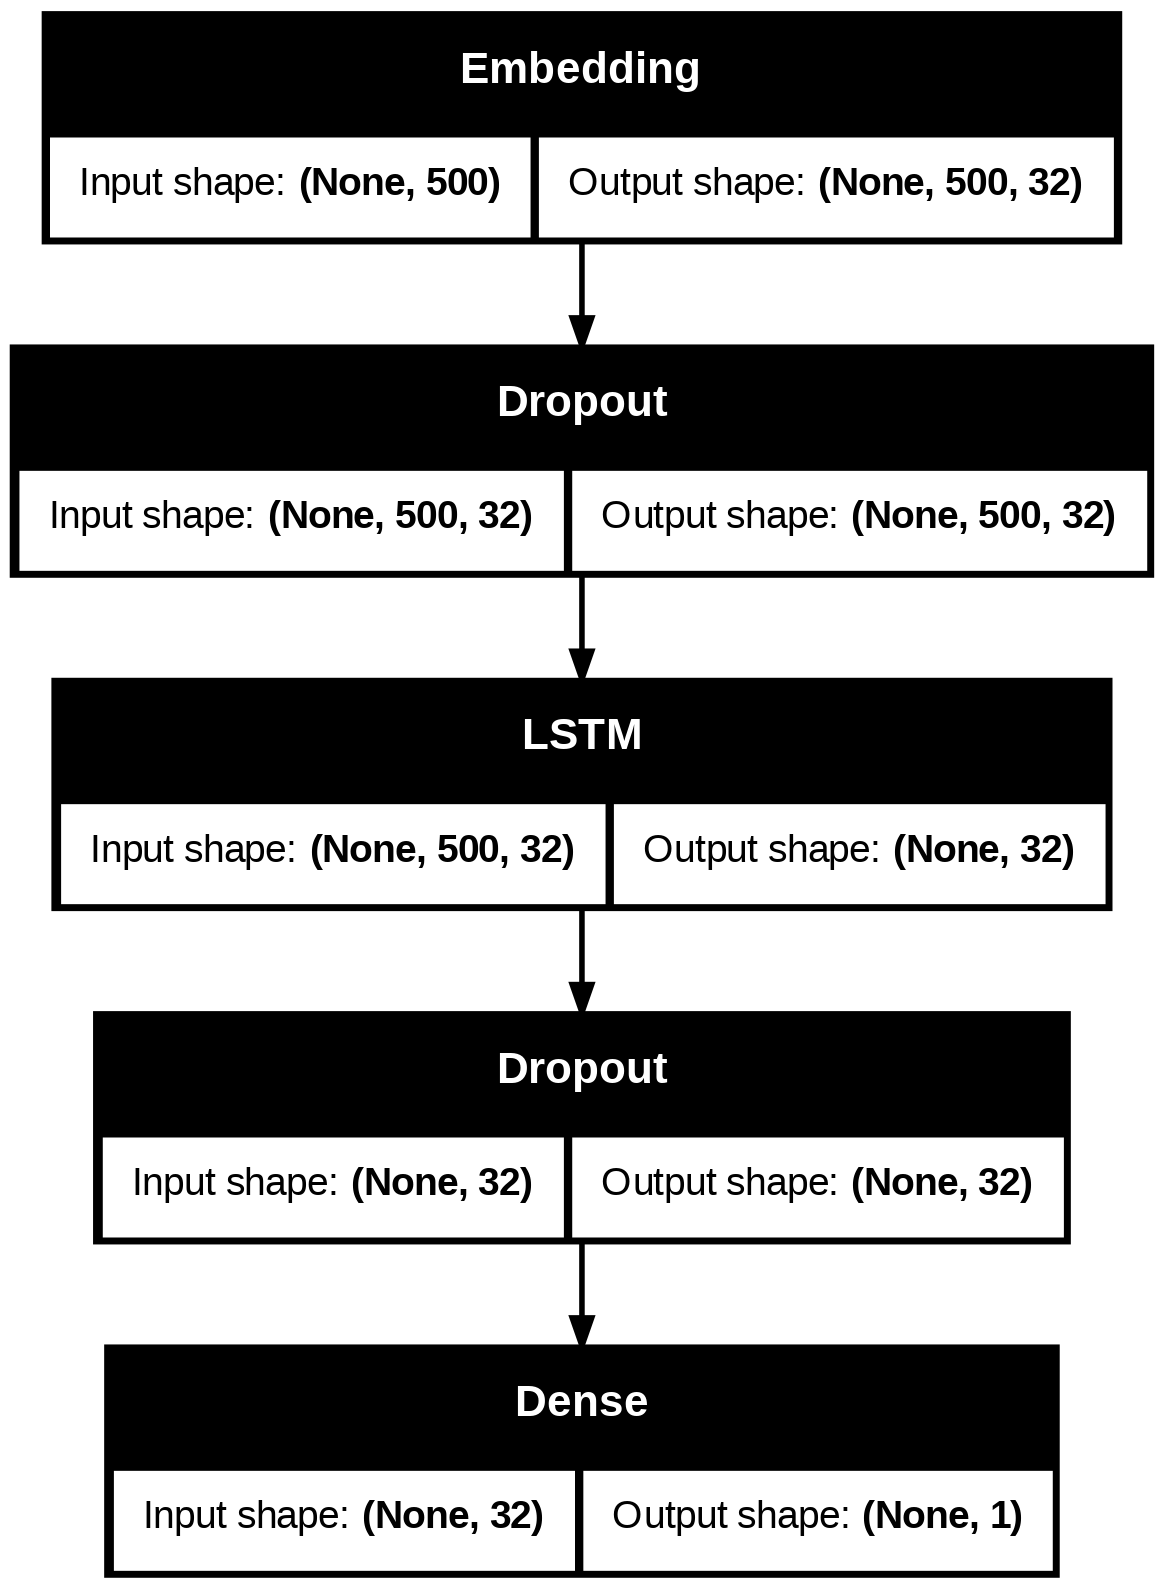 Embedding
Input shape: (None, 500) Output shape: (None, 500, 32)
Dropout
Input shape: (None, 500, 32) Output shape: (None, 500, 32)
LSTM
Input shape: (None, 500, 32) Output shape: (None, 32)
Dropout
Input shape: (None, 32) Output shape: (None, 32)
Dense
Input shape: (None, 32) Output shape: (None, 1)